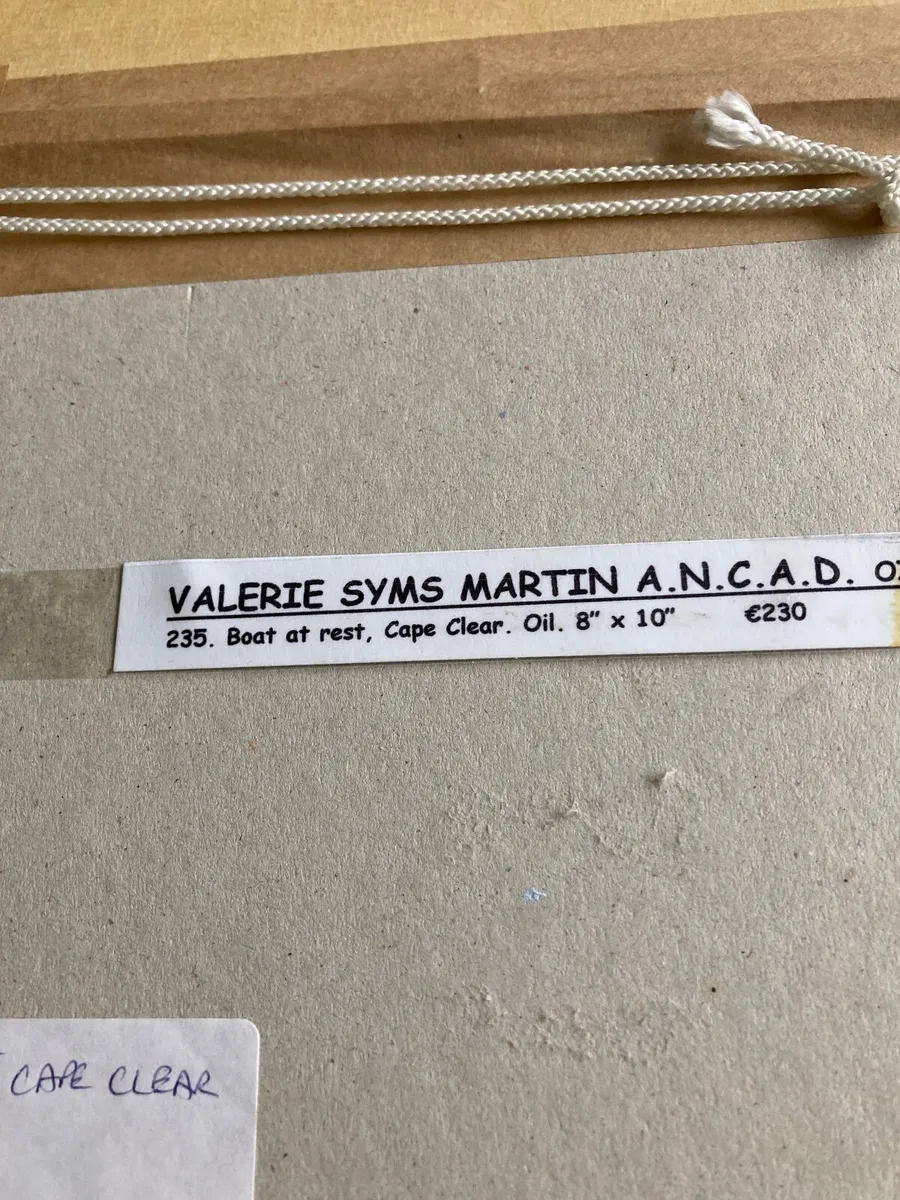 VALERIE SYMS MARTIN A.N.C.A.D.
235. Boat at rest, Cape Clear. Oil. 8" x 10" €230
CAPE CLEAR